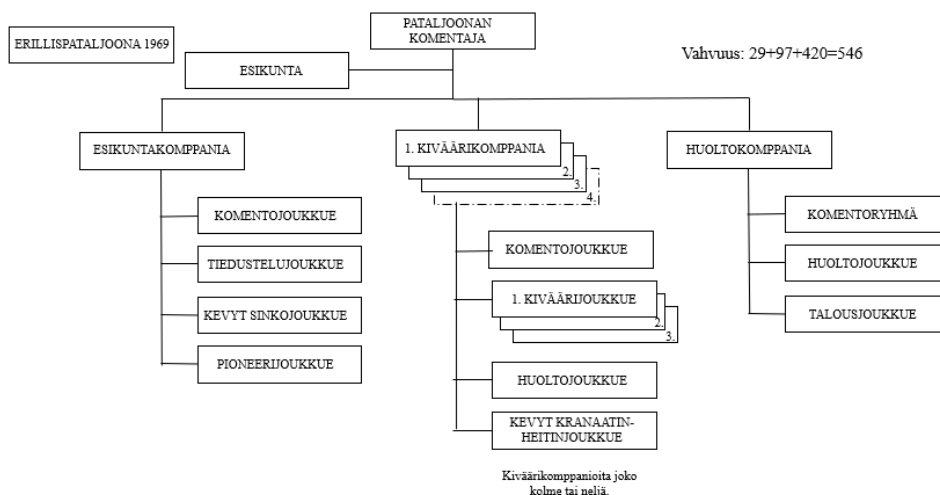 ERILLISPATALJOONA 1969
PATALJOONAN
KOMENTAJA
Vahvuus: 29+97+420=546
ESIKUNTA
ESIKUNTAKOMPPANIA
1. KIVÄÄRIKOMPPANIA
2.
3.
4.
HUOLTOKOMPPANIA
KOMENTOJOUKKUE
TIEDUSTELUJOUKKUE
KEVYT SINKOJOUKKUE
PIONEERIJOUKKUE
KOMENTOJOUKKUE
1. KIVÄÄRIJOUKKUE
2.
3.
HUOLTOJOUKKUE
KEVYT KRANAATIN-
HEITINJOUKKUE
KOMENTORYHMÄ
HUOLTOJOUKKUE
TALOUSJOUKKUE
Kiväärikomppanioita joko
kolme tai neljä.